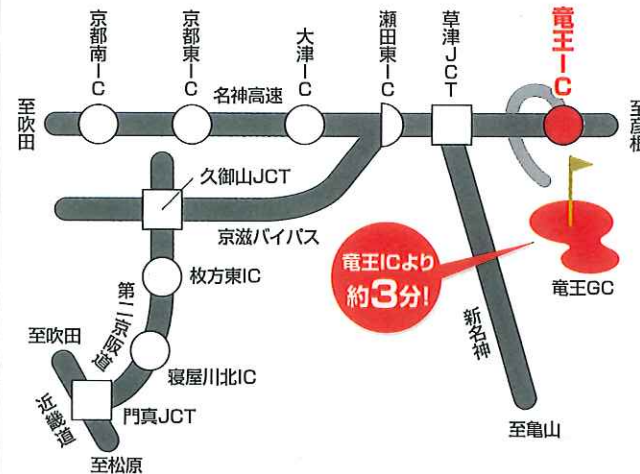 京都南IC
京都東IC
大津IC
瀬田東IC
草津JCT
竜王IC
名神高速
至吹田
至彦根
久御山JCT
京滋バイパス
竜王ICより
約3分!
竜王GC
枚方東IC
第二京阪道
新名神
至吹田
寝屋川北IC
近畿道
門真JCT
至亀山
至松原